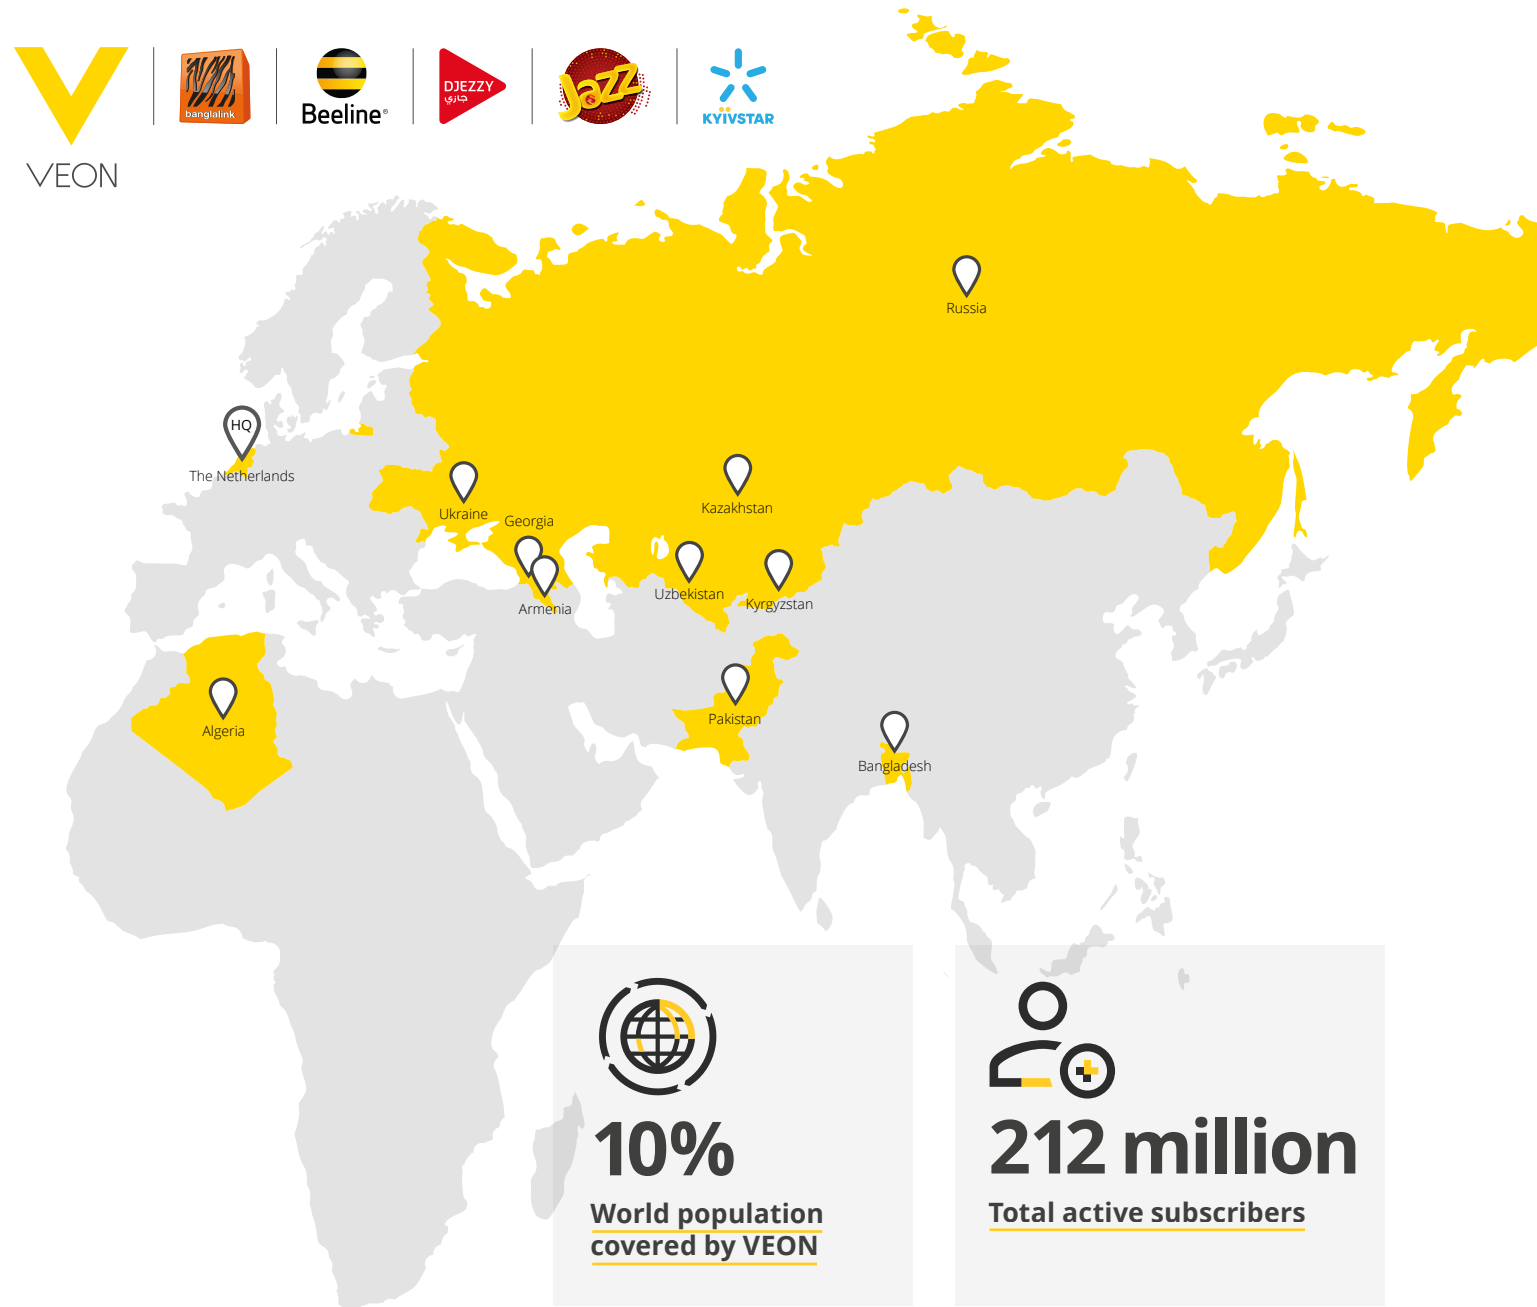 VEON
banglalink
Beeline®
DJEZZY
جازي
Jazz
KYÏVSTAR
Russia
HQ
The Netherlands
Ukraine
Georgia
Kazakhstan
Armenia
Uzbekistan
Kyrgyzstan
Algeria
Pakistan
Bangladesh
10%
World population
covered by VEON
212 million
Total active subscribers